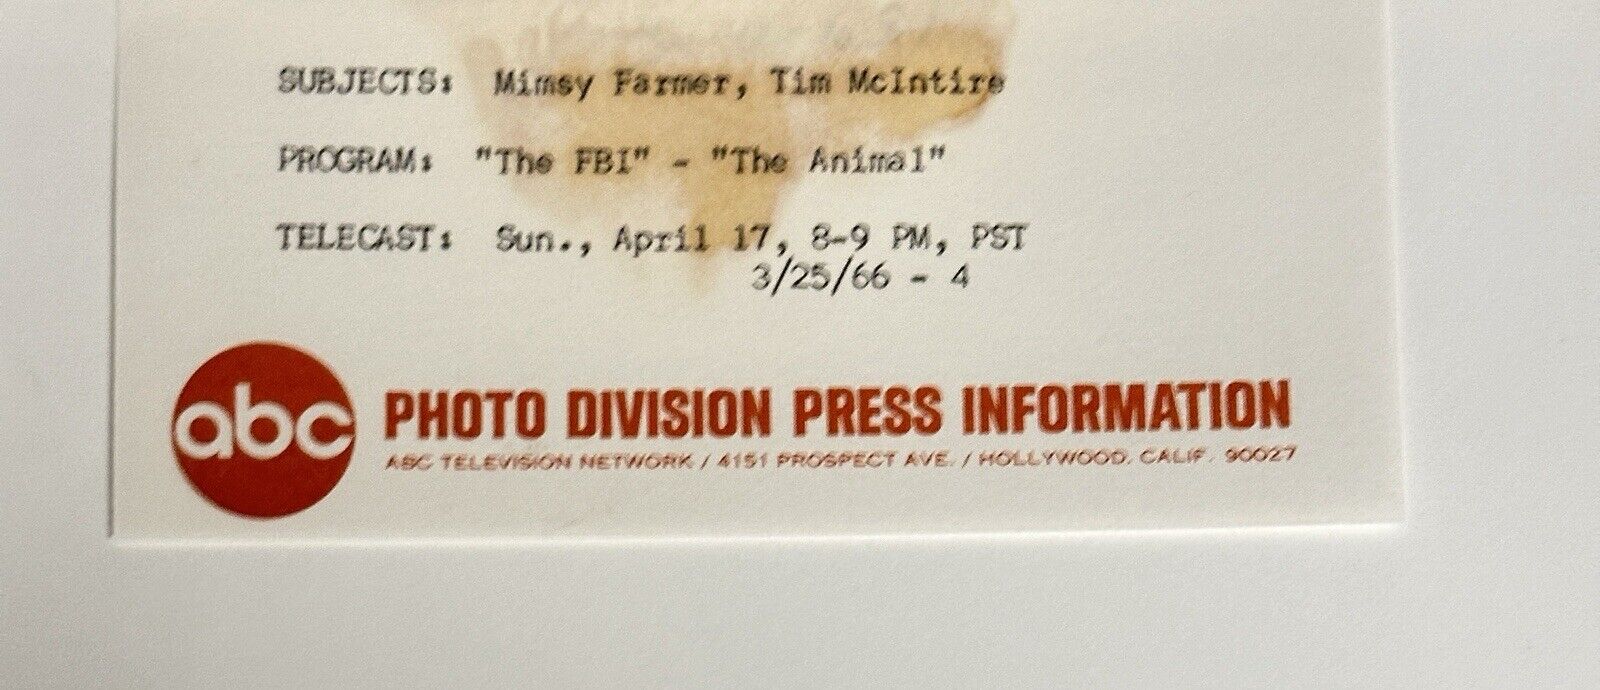 SUBJECTS: Mimsy Farmer, Tim McIntire
PROGRAM: "The FBI" - "The Animal"
TELECAST: Sun., April 17, 8-9 PM, PST
3/25/66 - 4
abc PHOTO DIVISION PRESS INFORMATION
ABC TELEVISION NETWORK / 4151 PROSPECT AVE. / HOLLYWOOD, CALIF. 90027